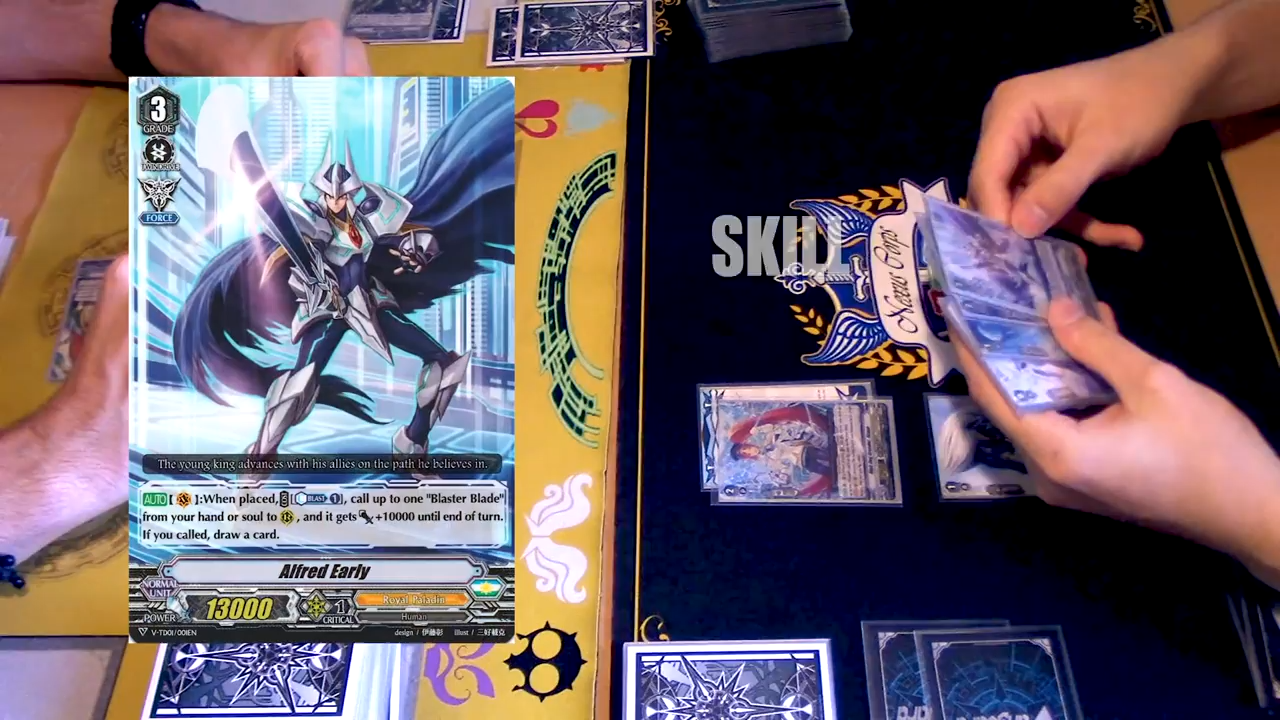 3
GRADE
TWINDRIVE!!
FORCE
SKILL
Nexus Corps
The young king advances with his allies on the path he believes in.
AUTO [ ]:When placed, [BLAST 1], call up to one "Blaster Blade"
from your hand or soul to , and it gets +10000 until end of turn.
If you called, draw a card.
Alfred Early
NORMAL
UNIT
POWER
13000
1
CRITICAL
Royal Paladin
Human
V-TD01/001EN
design / 伊藤彰
illust / 三好載克